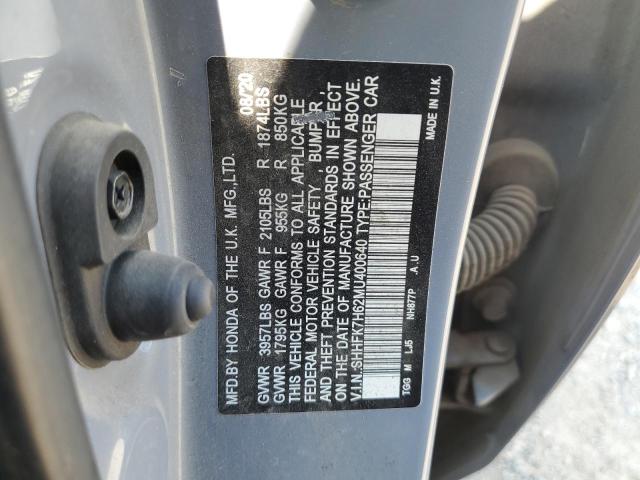 MFD.BY HONDA OF THE U.K. MFG.,LTD. 08/20
GVWR 3957LBS GAWR F 2105LBS R 1874LBS
GVWR 1795KG GAWR F 955KG R 850KG
THIS VEHICLE CONFORMS TO ALL APPLICABLE
FEDERAL MOTOR VEHICLE SAFETY, BUMPER,
AND THEFT PREVENTION STANDARDS IN EFFECT
ON THE DATE OF MANUFACTURE SHOWN ABOVE.
V.I.N.:SHHFK7H62MU400640 TYPE:PASSENGER CAR
TGG M LJ5 NH877P A.U MADE IN U.K.